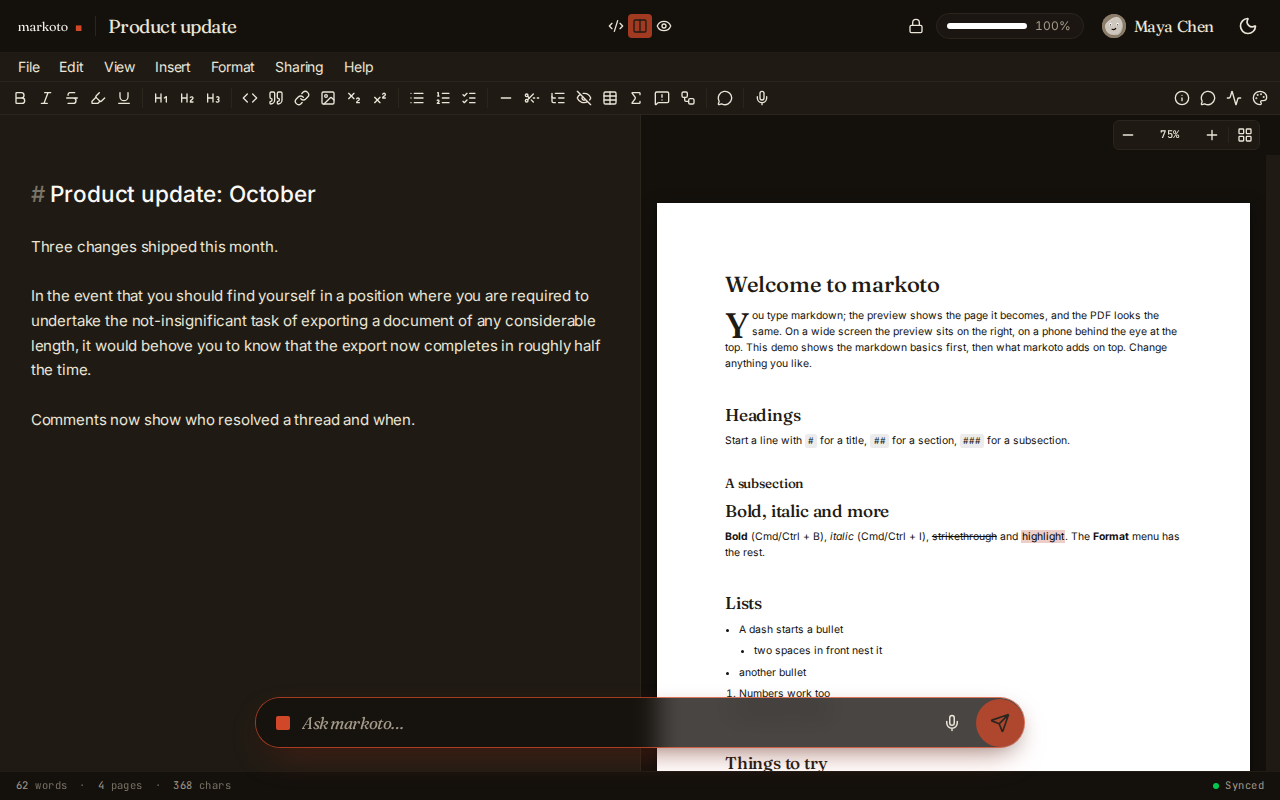 markoto
Product update
100%
Maya Chen
File Edit View Insert Format Sharing Help
H1 H2 H3
75%
# Product update: October
Three changes shipped this month.
In the event that you should find yourself in a position where you are required to
undertake the not-insignificant task of exporting a document of any considerable
length, it would behove you to know that the export now completes in roughly half
the time.
Comments now show who resolved a thread and when.
Welcome to markoto
You type markdown; the preview shows the page it becomes, and the PDF looks the
same. On a wide screen the preview sits on the right, on a phone behind the eye at the
top. This demo shows the markdown basics first, then what markoto adds on top. Change
anything you like.
Headings
Start a line with # for a title, ## for a section, ### for a subsection.
A subsection
Bold, italic and more
Bold (Cmd/Ctrl + B), italic (Cmd/Ctrl + I), strikethrough and highlight. The Format menu has
the rest.
Lists
• A dash starts a bullet
• two spaces in front nest it
• another bullet
1. Numbers work too
Ask markoto...
Things to try
62 words · 4 pages · 368 chars
Synced